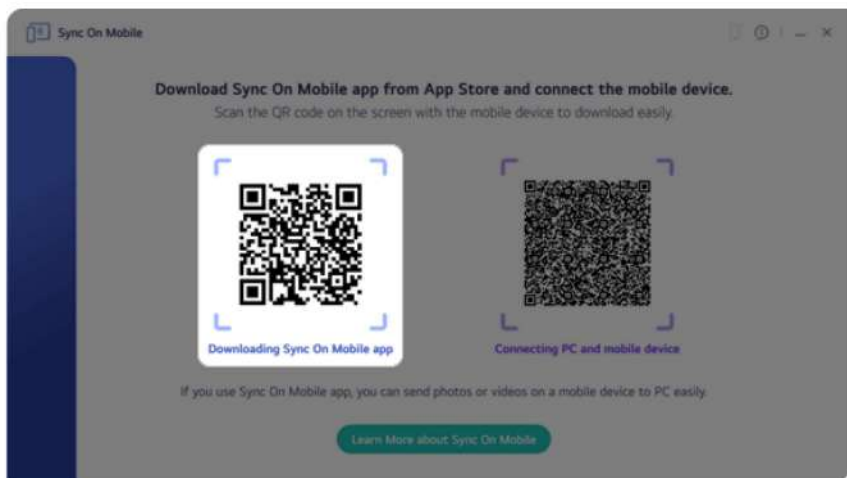 Sync On Mobile
Download Sync On Mobile app from App Store and connect the mobile device.
Scan the QR code on the screen with the mobile device to download easily.
Downloading Sync On Mobile app
Connecting PC and mobile device
If you use Sync On Mobile app, you can send photos or videos on a mobile device to PC easily.
Learn More about Sync On Mobile